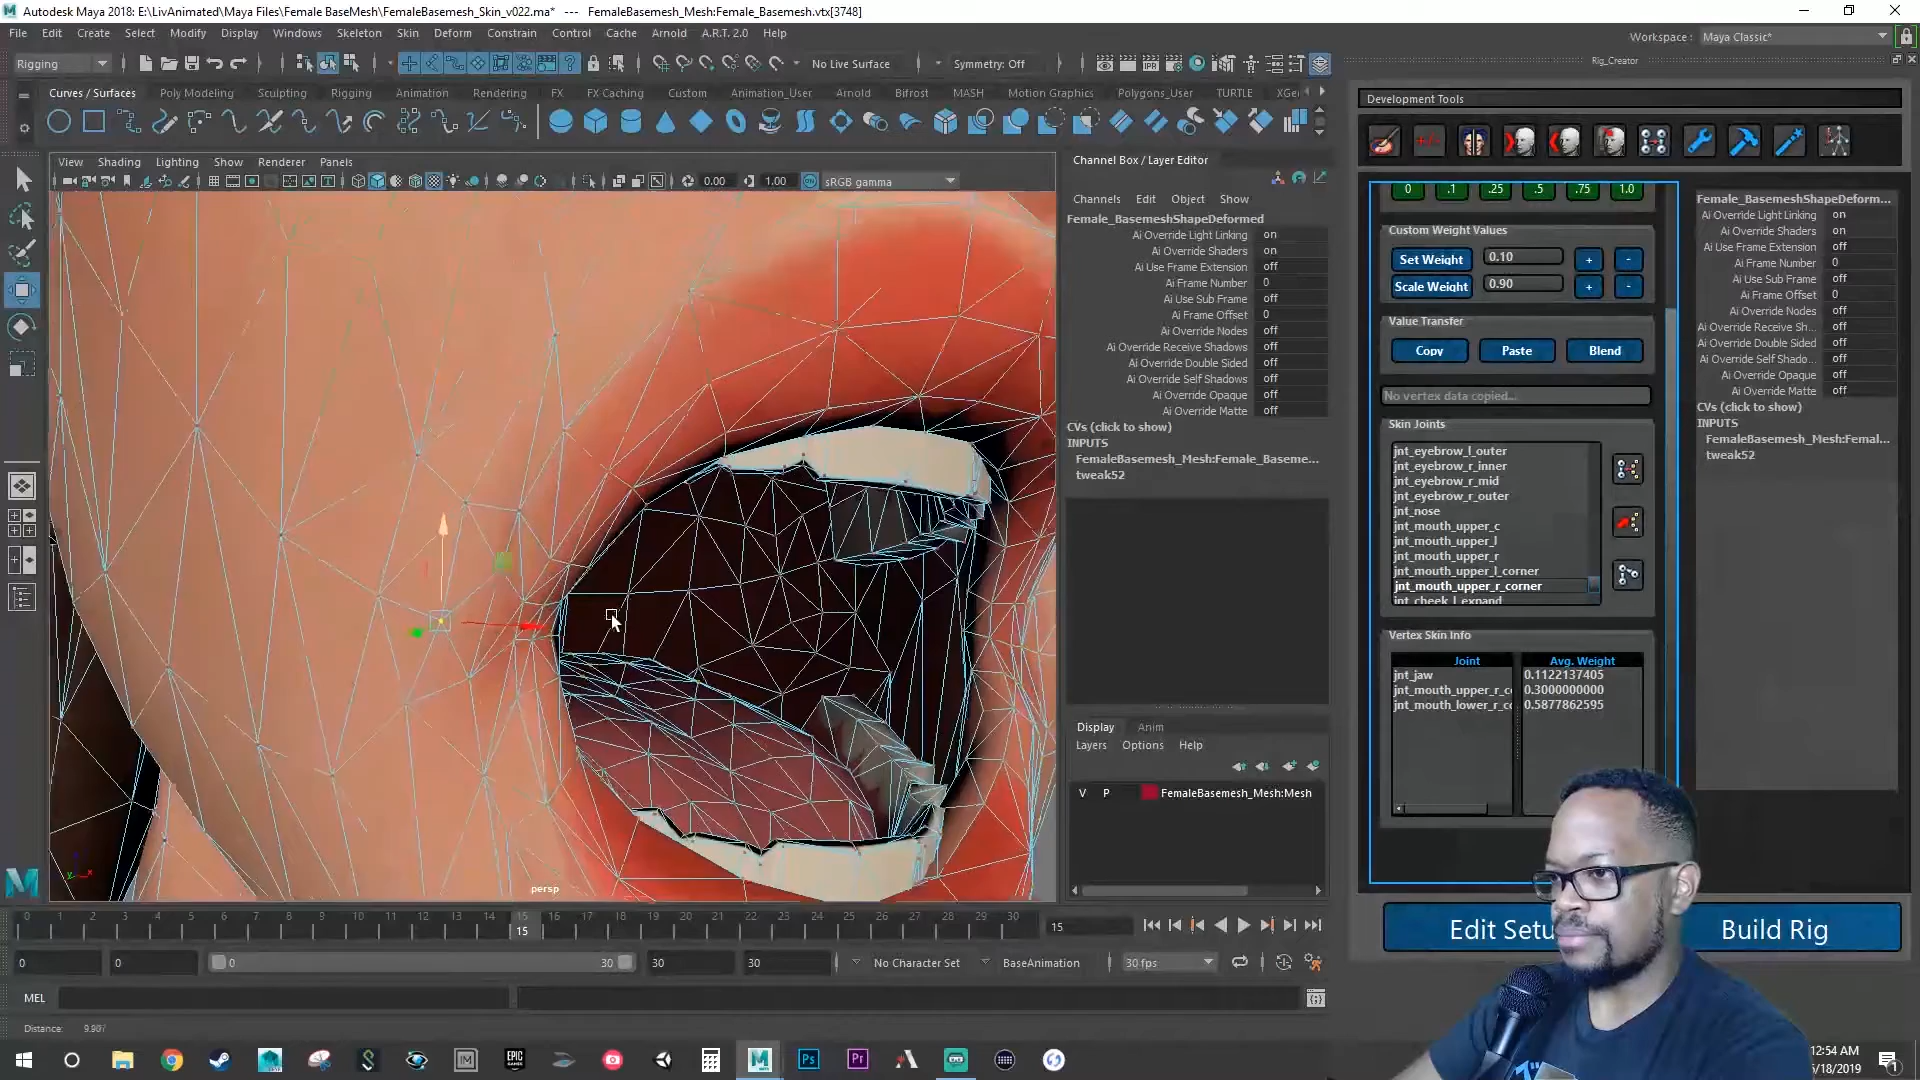 Autodesk Maya 2018: E:\LivAnimated\Maya Files\Female BaseMesh\FemaleBasemesh_Skin_v022.ma*  ---  FemaleBasemesh_Mesh:Female_Basemesh.vtx[3748]
File Edit Create Select Modify Display Windows Skeleton Skin Deform Constrain Control Cache Arnold A.R.T. 2.0 Help
Workspace : Maya Classic*
Rigging
No Live Surface
Symmetry: Off
Rig_Creator
Curves / Surfaces Poly Modeling Sculpting Rigging Animation Rendering FX FX Caching Custom Animation_User Arnold Bifrost MASH Motion Graphics Polygons_User TURTLE XGe
Development Tools
View Shading Lighting Show Renderer Panels
0.00 1.00 sRGB gamma
persp
Channel Box / Layer Editor
Channels Edit Object Show
Female_BasemeshShapeDeformed
Ai Override Light Linking on
Ai Override Shaders on
Ai Use Frame Extension off
Ai Frame Number 0
Ai Use Sub Frame off
Ai Frame Offset 0
Ai Override Nodes off
Ai Override Receive Shadows off
Ai Override Double Sided off
Ai Override Self Shadows off
Ai Override Opaque off
Ai Override Matte off
CVs (click to show)
INPUTS
FemaleBasemesh_Mesh:Female_Baseme...
tweak52
Display Anim
Layers Options Help
V P FemaleBasemesh_Mesh:Mesh
0 .1 .25 .5 .75 1.0
Custom Weight Values
Set Weight 0.10 + -
Scale Weight 0.90 + -
Value Transfer
Copy Paste Blend
No vertex data copied...
Skin Joints
jnt_eyebrow_l_outer
jnt_eyebrow_r_inner
jnt_eyebrow_r_mid
jnt_eyebrow_r_outer
jnt_nose
jnt_mouth_upper_c
jnt_mouth_upper_l
jnt_mouth_upper_r
jnt_mouth_upper_l_corner
jnt_mouth_upper_r_corner
jnt_cheek_l_expand
Vertex Skin Info
Joint Avg. Weight
jnt_jaw 0.1122137405
jnt_mouth_upper_r_co 0.3000000000
jnt_mouth_lower_r_co 0.5877862595
Female_BasemeshShapeDeform...
Ai Override Light Linking on
Ai Override Shaders on
Ai Use Frame Extension off
Ai Frame Number 0
Ai Use Sub Frame off
Ai Frame Offset 0
Ai Override Nodes off
Ai Override Receive Sh... off
Ai Override Double Sided off
Ai Override Self Shado... off
Ai Override Opaque off
Ai Override Matte off
CVs (click to show)
INPUTS
FemaleBasemesh_Mesh:Femal...
tweak52
Edit Setu
Build Rig
0 1 2 3 4 5 6 7 8 9 10 11 12 13 14 15 16 17 18 19 20 21 22 23 24 25 26 27 28 29 30
15
15
0 0 0 30 30 30
No Character Set
BaseAnimation
30 fps
MEL
Distance:
12:54 AM
/18/2019